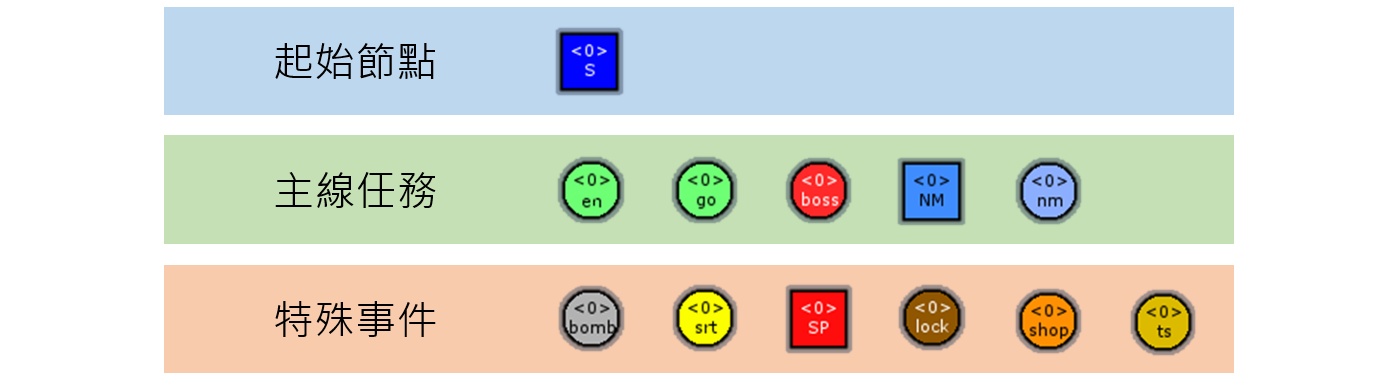 起始節點
<0>
S
主線任務
<0> <0> <0> <0> <0>
en go boss NM nm
特殊事件
<0> <0> <0> <0> <0> <0>
bomb srt SP lock shop ts